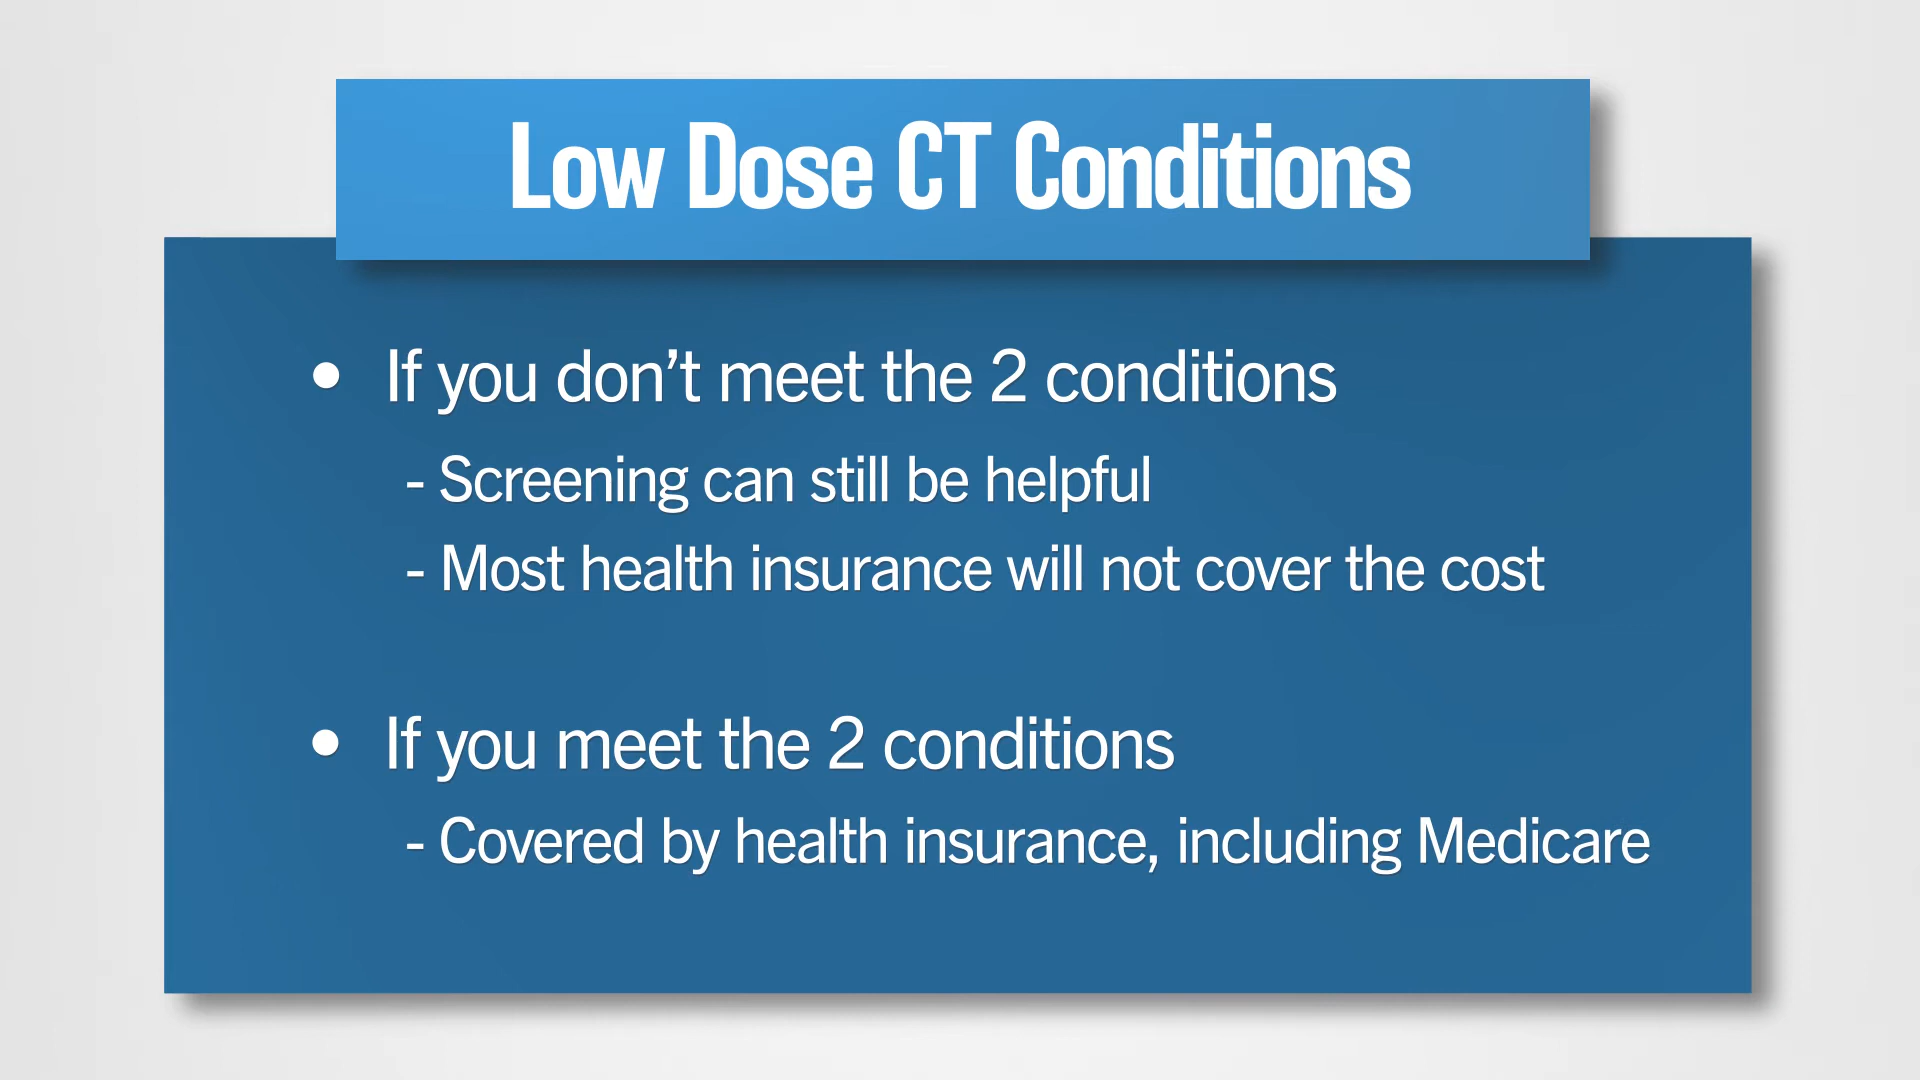 Low Dose CT Conditions
• If you don’t meet the 2 conditions
- Screening can still be helpful
- Most health insurance will not cover the cost
• If you meet the 2 conditions
- Covered by health insurance, including Medicare